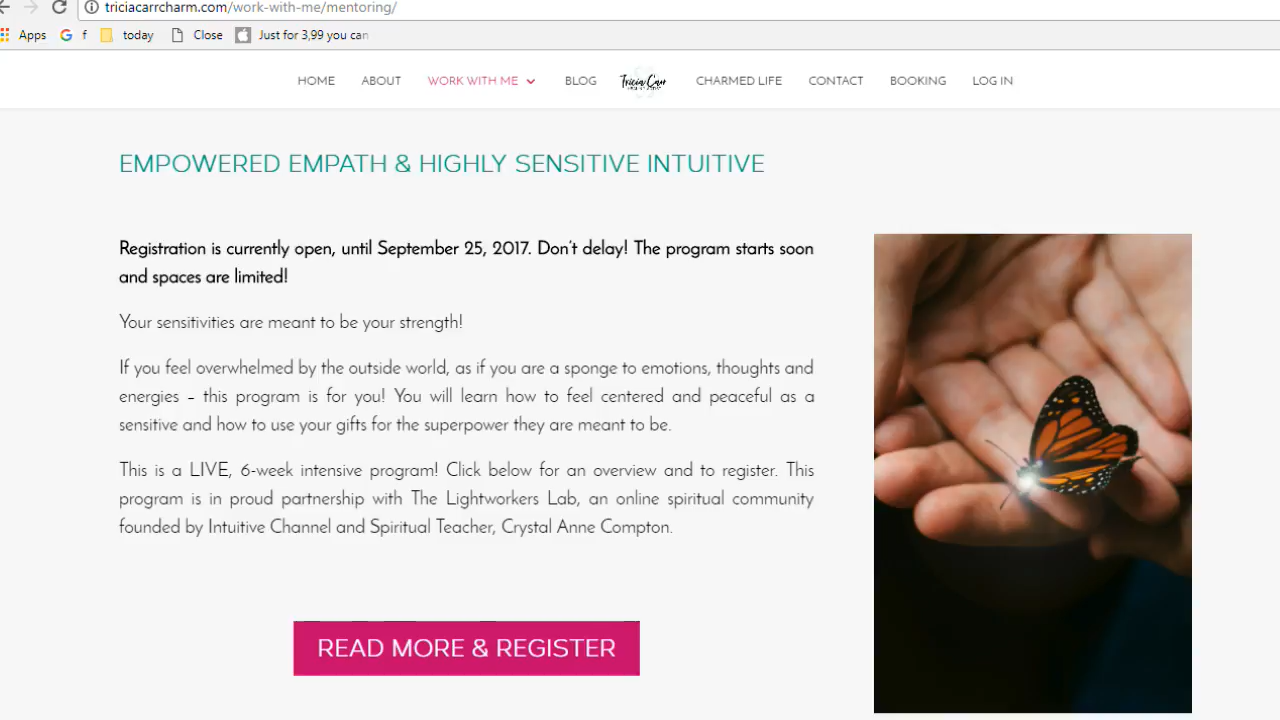 triciacarrcharm.com/work-with-me/mentoring/
Apps f today Close Just for 3,99 you can
HOME ABOUT WORK WITH ME BLOG Tricia Carr CHARMED LIFE CONTACT BOOKING LOG IN
EMPOWERED EMPATH & HIGHLY SENSITIVE INTUITIVE
Registration is currently open, until September 25, 2017. Don't delay! The program starts soon
and spaces are limited!
Your sensitivities are meant to be your strength!
If you feel overwhelmed by the outside world, as if you are a sponge to emotions, thoughts and
energies – this program is for you! You will learn how to feel centered and peaceful as a
sensitive and how to use your gifts for the superpower they are meant to be.
This is a LIVE, 6-week intensive program! Click below for an overview and to register. This
program is in proud partnership with The Lightworkers Lab, an online spiritual community
founded by Intuitive Channel and Spiritual Teacher, Crystal Anne Compton.
READ MORE & REGISTER